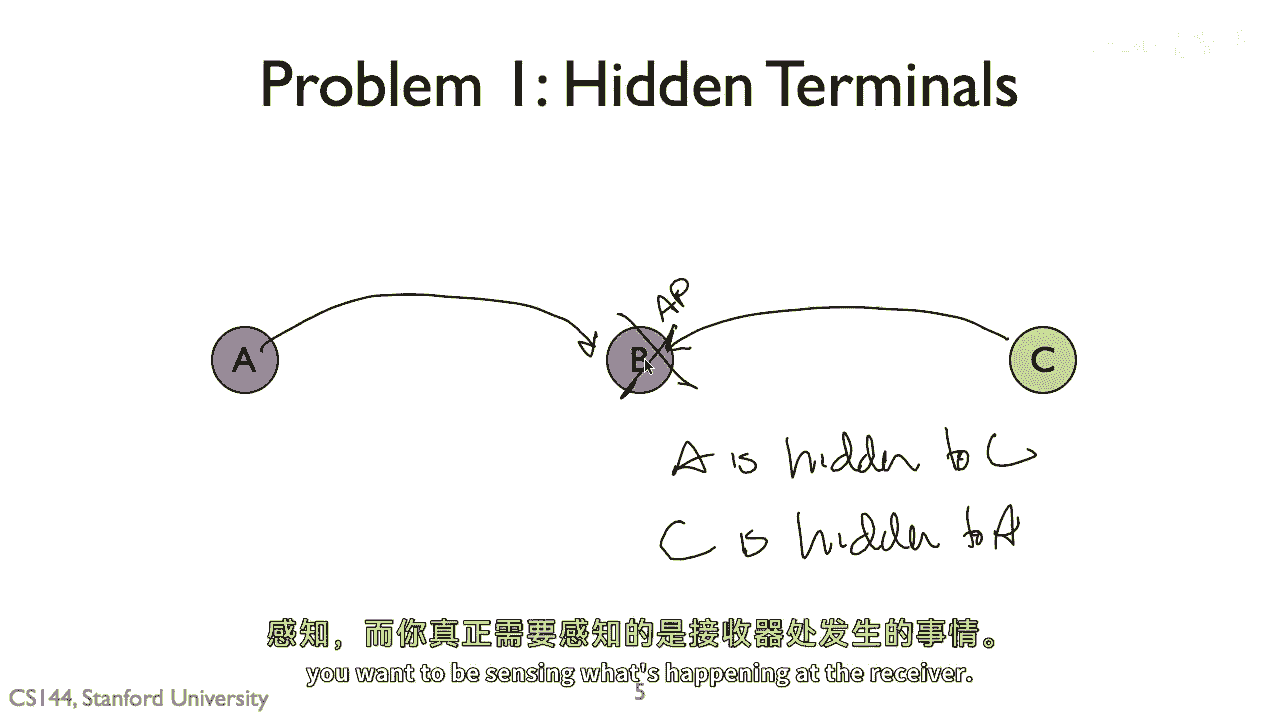 Problem 1: Hidden Terminals
AP
A
B
C
A is hidden to C
C is hidden to A
感知，而你真正需要感知的是接收器处发生的事情。
you want to be sensing what's happening at the receiver.
CS144, Stanford University
5